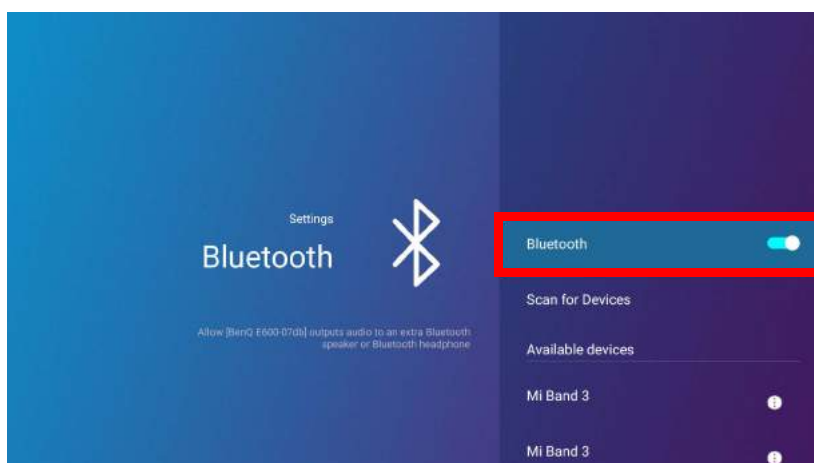 Settings
Bluetooth
Allow [BenQ E600-07db] outputs audio to an extra Bluetooth
speaker or Bluetooth headphone
Bluetooth
Scan for Devices
Available devices
Mi Band 3
Mi Band 3